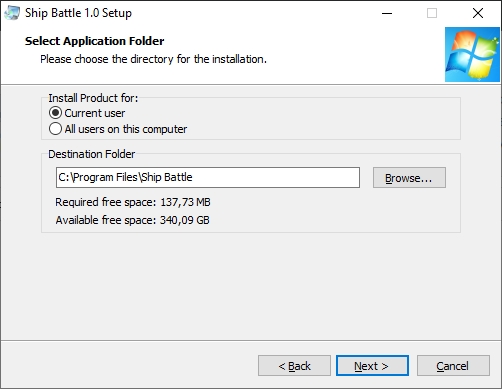 Ship Battle 1.0 Setup
Select Application Folder
Please choose the directory for the installation.
Install Product for:
Current user
All users on this computer
Destination Folder
C:\Program Files\Ship Battle
Browse...
Required free space: 137,73 MB
Available free space: 340,09 GB
< Back
Next >
Cancel